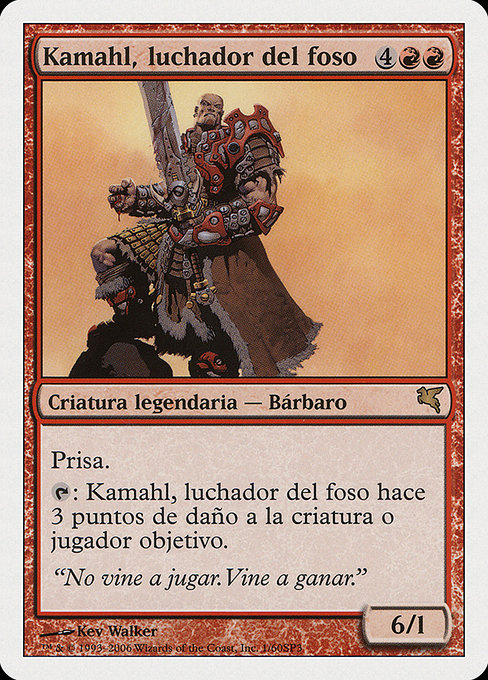 Kamahl, luchador del foso 4
Criatura legendaria — Bárbaro
Prisa.
: Kamahl, luchador del foso hace
3 puntos de daño a la criatura o
jugador objetivo.
“No vine a jugar. Vine a ganar.”
Kev Walker
6/1
™ & © 1993-2006 Wizards of the Coast, Inc. 1/60SP3